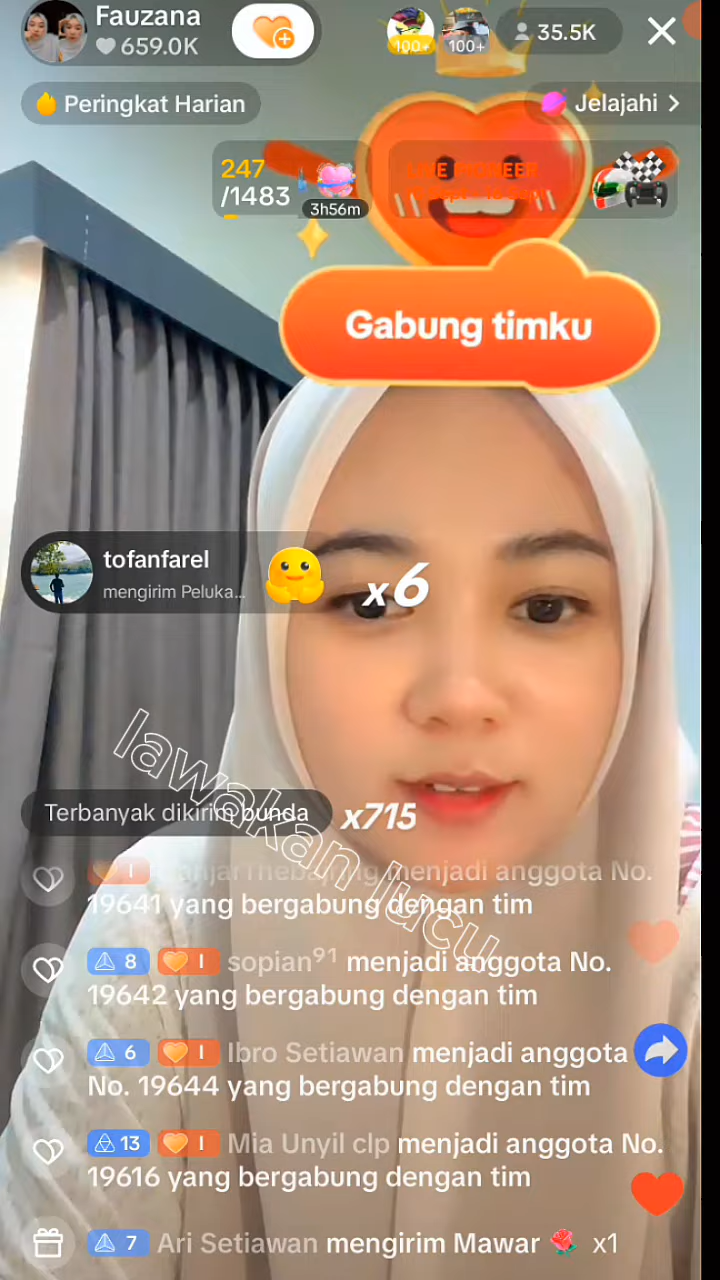 Fauzana
659.0K
100+
100+
35.5K
Peringkat Harian
Jelajahi
247
/1483
3h56m
LIVE PIONEER
Gabung timku
tofanfarel
mengirim Peluka...
x6
lawakan lucu
Terbanyak dikirim bunda
x715
I
menjadi anggota No.
19641 yang bergabung dengan tim
8 I sopian⁹¹ menjadi anggota No.
19642 yang bergabung dengan tim
6 I Ibro Setiawan menjadi anggota
No. 19644 yang bergabung dengan tim
13 I Mia Unyil clp menjadi anggota No.
19616 yang bergabung dengan tim
7 Ari Setiawan mengirim Mawar x1